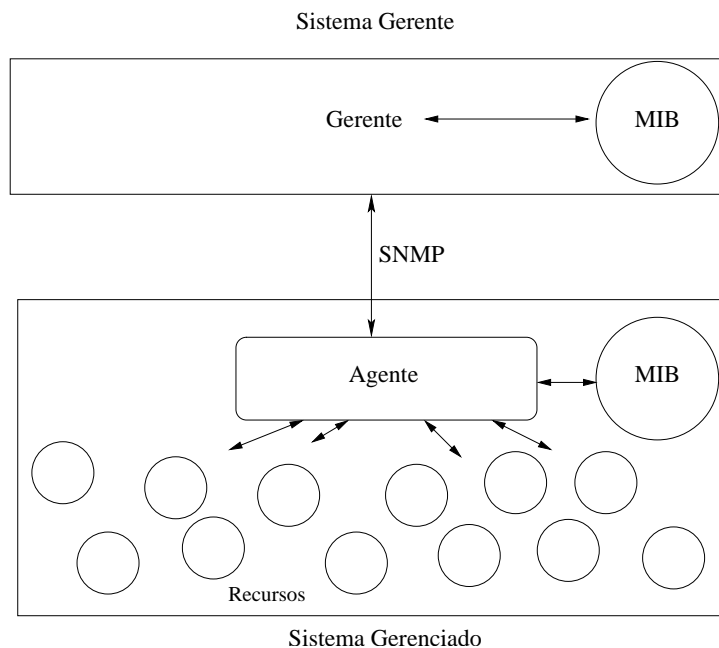 Sistema Gerente
Gerente
MIB
SNMP
Agente
MIB
Recursos
Sistema Gerenciado